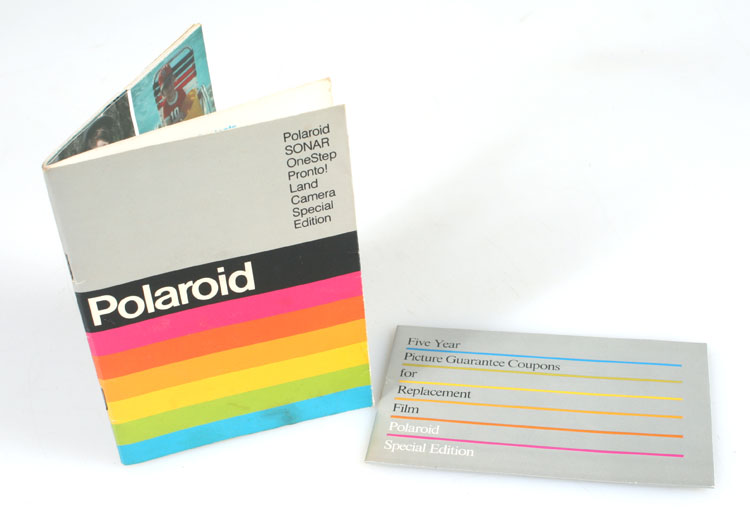 Polaroid
SONAR
OneStep
Pronto!
Land
Camera
Special
Edition
Polaroid
Five Year
Picture Guarantee Coupons
for
Replacement
Film
Polaroid
Special Edition